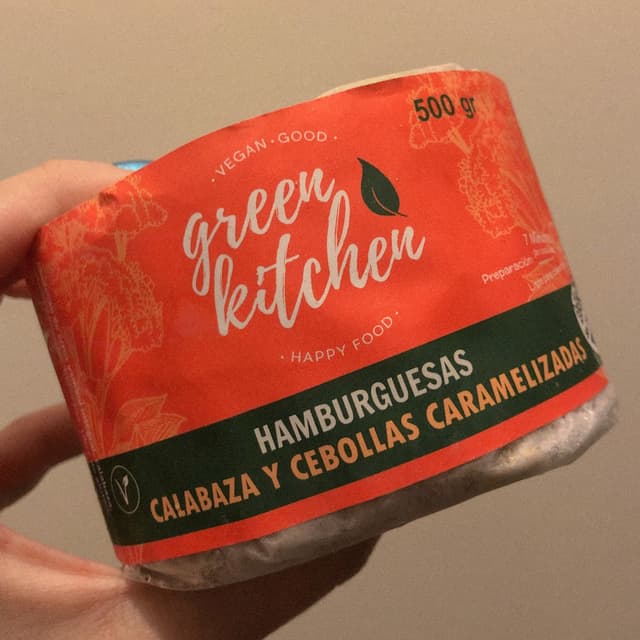 500 gr
· VEGAN · GOOD ·
green
kitchen
· HAPPY FOOD ·
Preparación
HAMBURGUESAS
CALABAZA Y CEBOLLAS CARAMELIZADAS